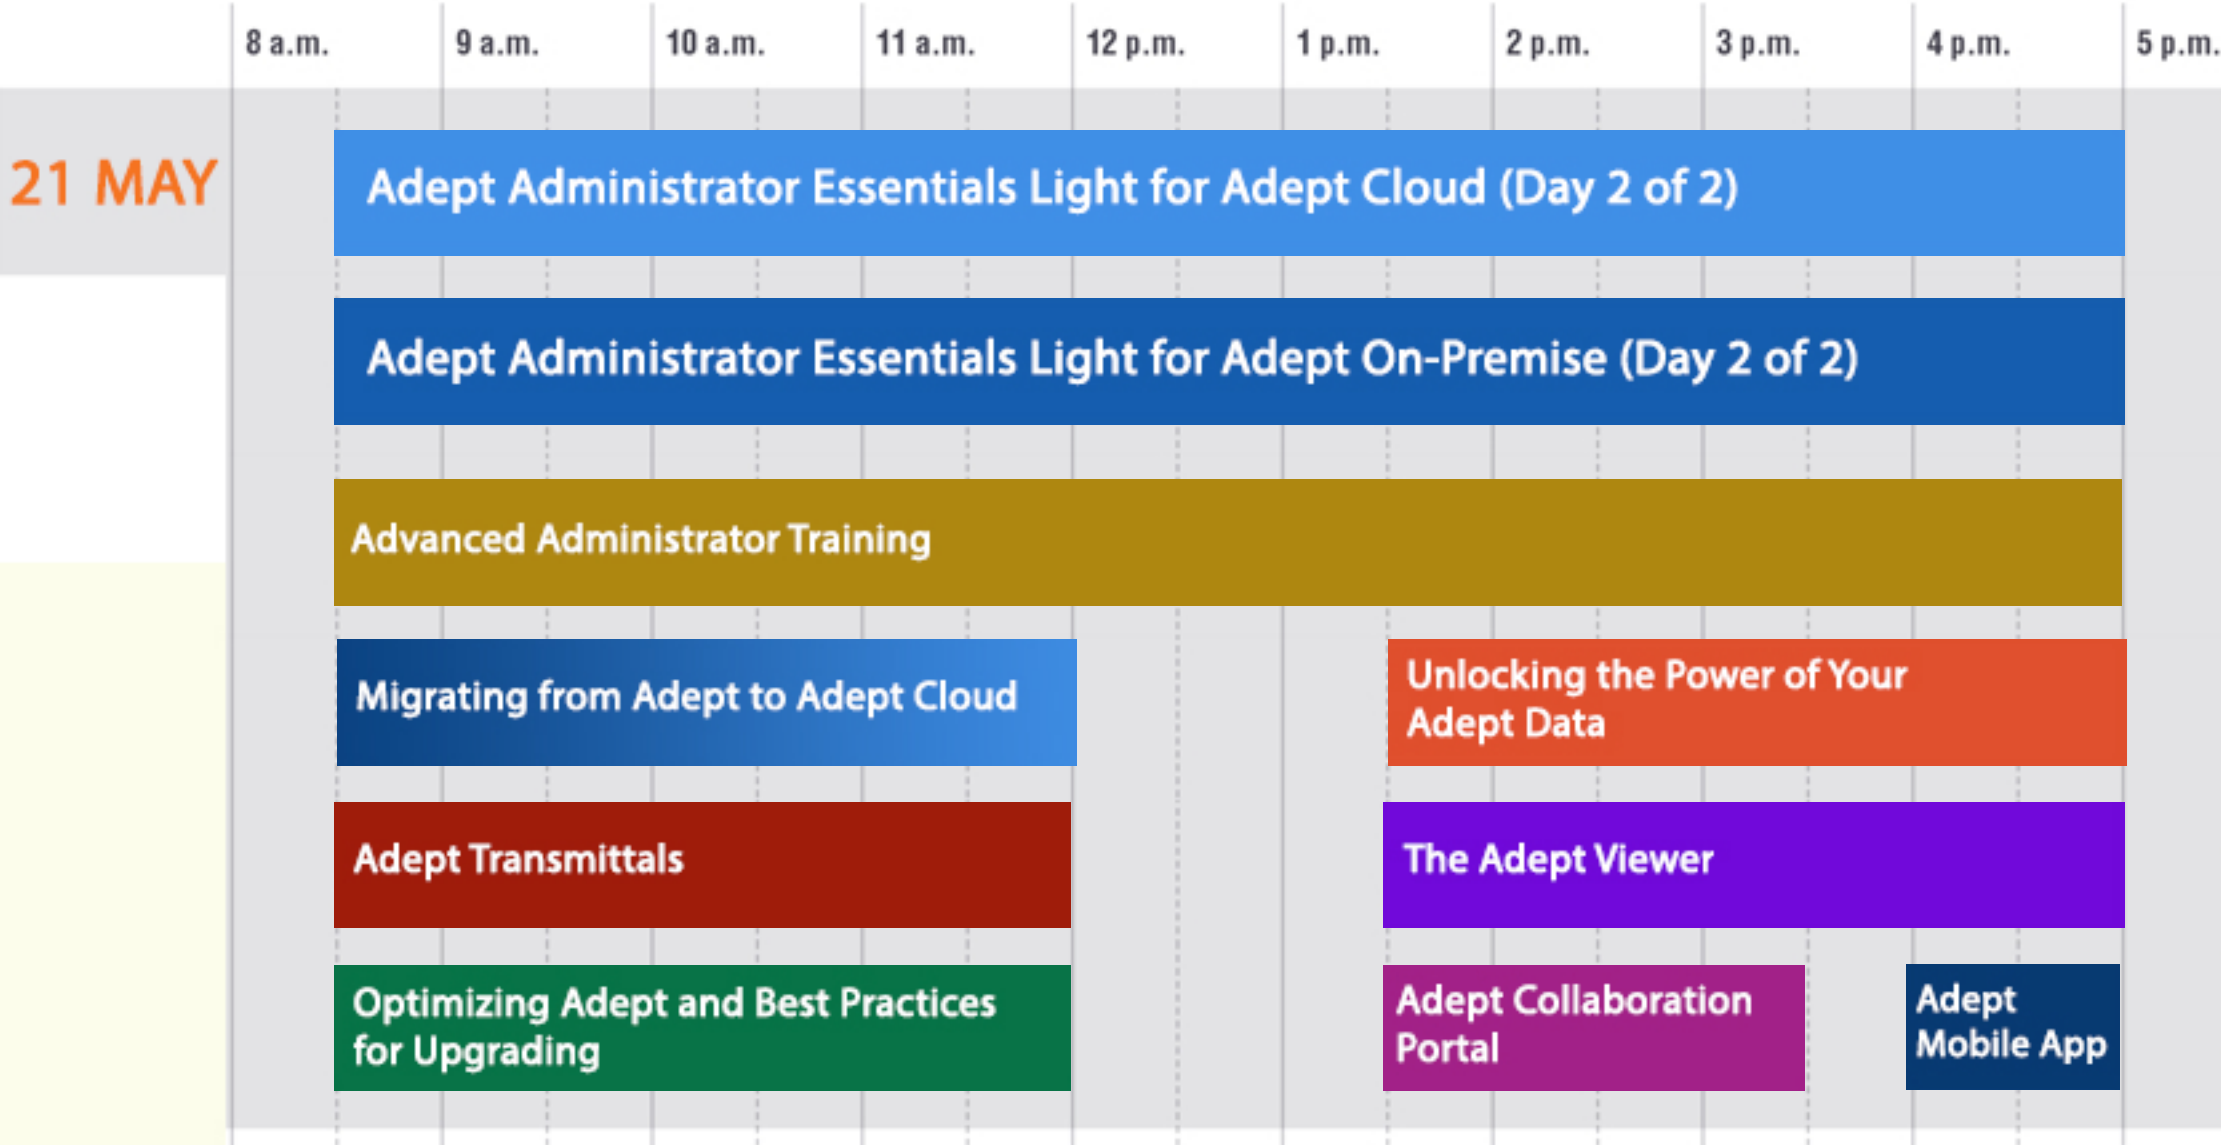 8 a.m. 9 a.m. 10 a.m. 11 a.m. 12 p.m. 1 p.m. 2 p.m. 3 p.m. 4 p.m. 5 p.m.
21 MAY
Adept Administrator Essentials Light for Adept Cloud (Day 2 of 2)
Adept Administrator Essentials Light for Adept On-Premise (Day 2 of 2)
Advanced Administrator Training
Migrating from Adept to Adept Cloud
Unlocking the Power of Your
Adept Data
Adept Transmittals
The Adept Viewer
Optimizing Adept and Best Practices
for Upgrading
Adept Collaboration
Portal
Adept
Mobile App